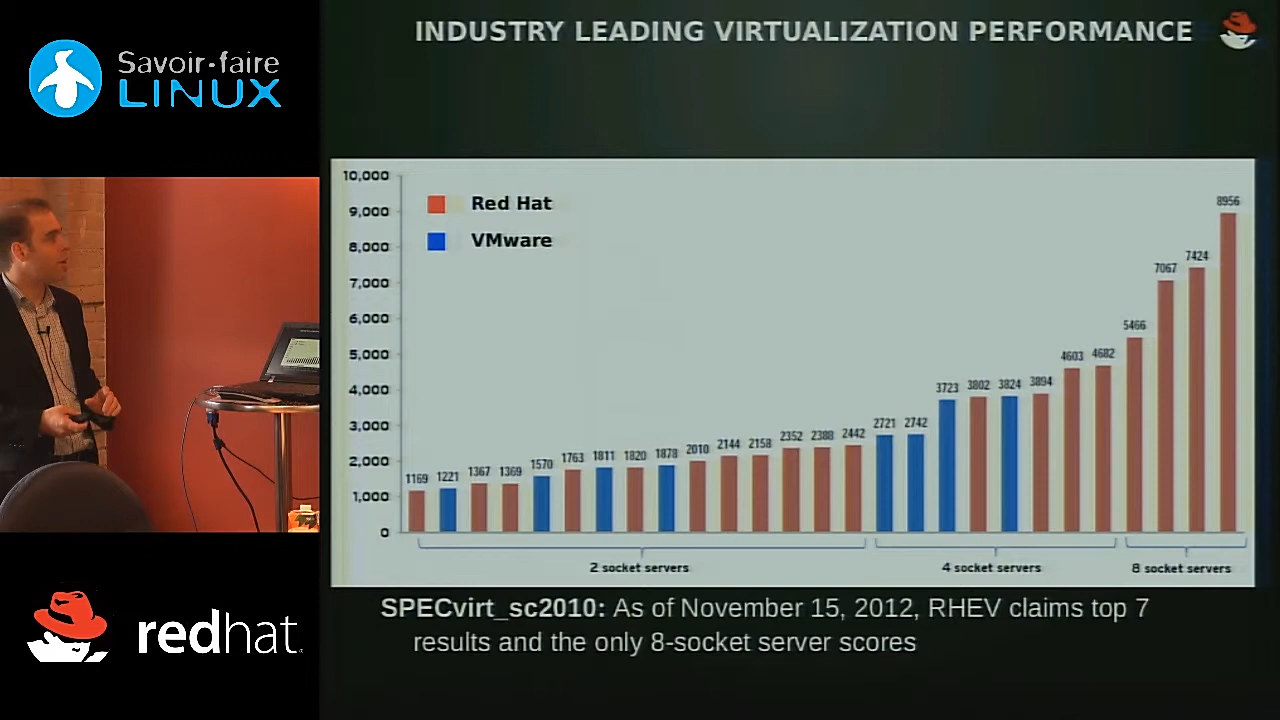 INDUSTRY LEADING VIRTUALIZATION PERFORMANCE
Savoir-faire
LINUX
10,000
9,000
8,000
7,000
6,000
5,000
4,000
3,000
2,000
1,000
0
Red Hat
VMware
1169 1221 1367 1369 1570 1763 1811 1820 1878 2010 2144 2158 2352 2388 2442 2721 2742 3723 3802 3824 3894 4603 4682 5466 7067 7424 8956
2 socket servers 4 socket servers 8 socket servers
SPECvirt_sc2010: As of November 15, 2012, RHEV claims top 7
results and the only 8-socket server scores
redhat.